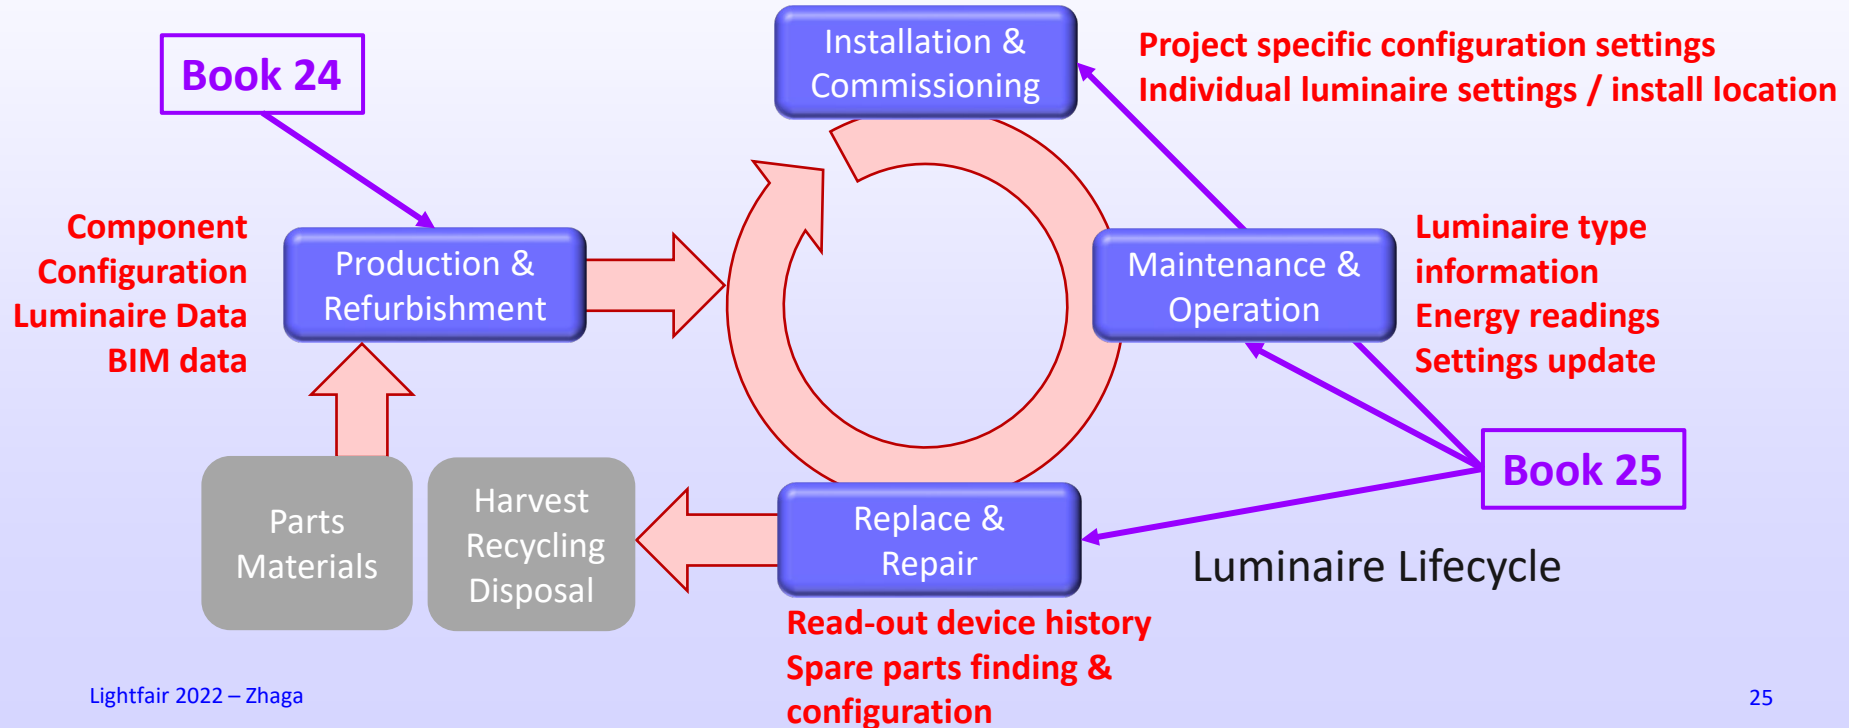 Book 24
Installation &
Commissioning
Project specific configuration settings
Individual luminaire settings / install location
Component
Configuration
Luminaire Data
BIM data
Production &
Refurbishment
Maintenance &
Operation
Luminaire type
information
Energy readings
Settings update
Book 25
Parts
Materials
Harvest
Recycling
Disposal
Replace &
Repair
Luminaire Lifecycle
Read-out device history
Spare parts finding &
configuration
Lightfair 2022 – Zhaga
25